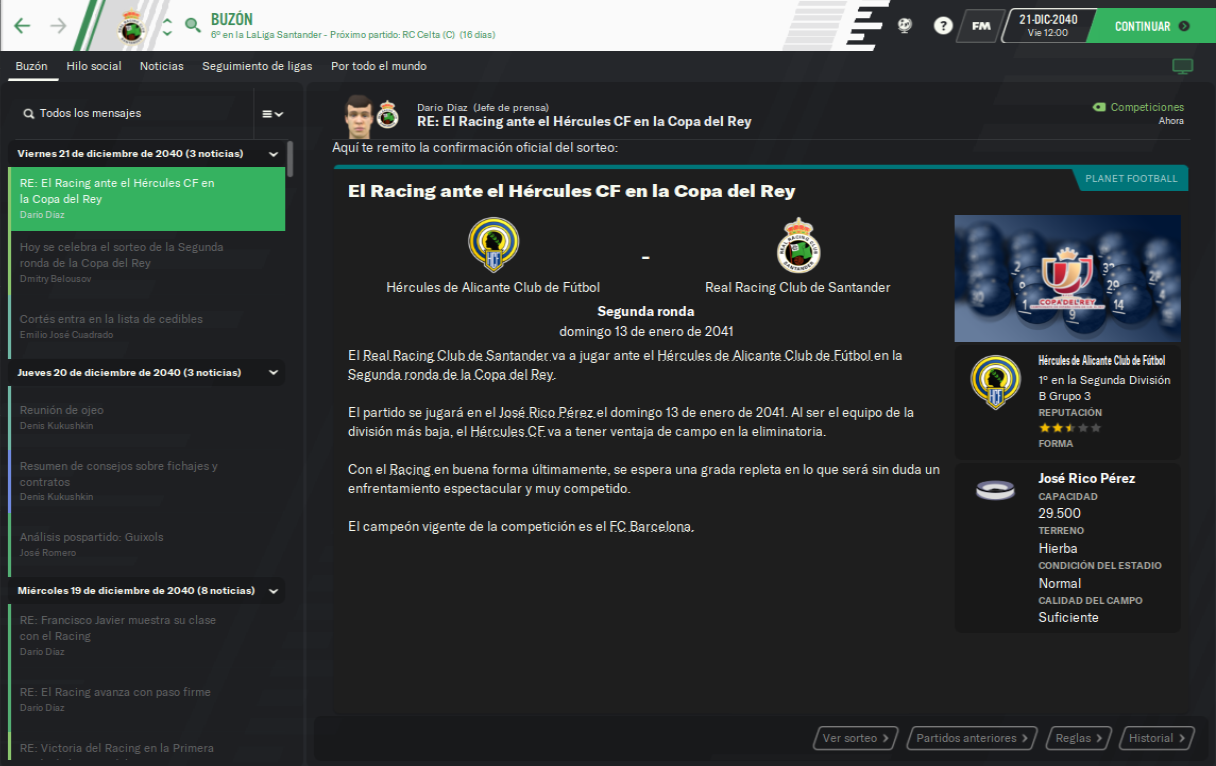 BUZÓN
6º en la LaLiga Santander - Próximo partido: RC Celta (C) (16 días)
?
FM
21-DIC-2040
Vie 12:00
CONTINUAR
Buzón
Hilo social
Noticias
Seguimiento de ligas
Por todo el mundo
Todos los mensajes
Viernes 21 de diciembre de 2040 (3 noticias)
RE: El Racing ante el Hércules CF en
la Copa del Rey
Darío Díaz
Hoy se celebra el sorteo de la Segunda
ronda de la Copa del Rey
Dmitry Belousov
Cortés entra en la lista de cedibles
Emilio José Cuadrado
Jueves 20 de diciembre de 2040 (3 noticias)
Reunión de ojeo
Denis Kukushkin
Resumen de consejos sobre fichajes y
contratos
Denis Kukushkin
Análisis pospartido: Guixols
José Romero
Miércoles 19 de diciembre de 2040 (8 noticias)
RE: Francisco Javier muestra su clase
con el Racing
Darío Díaz
RE: El Racing avanza con paso firme
Darío Díaz
RE: Victoria del Racing en la Primera
Darío Díaz (Jefe de prensa)
RE: El Racing ante el Hércules CF en la Copa del Rey
Competiciones
Ahora
Aquí te remito la confirmación oficial del sorteo:
PLANET FOOTBALL
El Racing ante el Hércules CF en la Copa del Rey
-
Hércules de Alicante Club de Fútbol
Real Racing Club de Santander
Segunda ronda
domingo 13 de enero de 2041
El Real Racing Club de Santander va a jugar ante el Hércules de Alicante Club de Fútbol en la
Segunda ronda de la Copa del Rey.
El partido se jugará en el José Rico Pérez el domingo 13 de enero de 2041. Al ser el equipo de la
división más baja, el Hércules CF va a tener ventaja de campo en la eliminatoria.
Con el Racing en buena forma últimamente, se espera una grada repleta en lo que será sin duda un
enfrentamiento espectacular y muy competido.
El campeón vigente de la competición es el FC Barcelona.
COPA DEL REY
Hércules de Alicante Club de Fútbol
1º en la Segunda División
B Grupo 3
REPUTACIÓN
FORMA
José Rico Pérez
CAPACIDAD
29.500
TERRENO
Hierba
CONDICIÓN DEL ESTADIO
Normal
CALIDAD DEL CAMPO
Suficiente
Ver sorteo
Partidos anteriores
Reglas
Historial